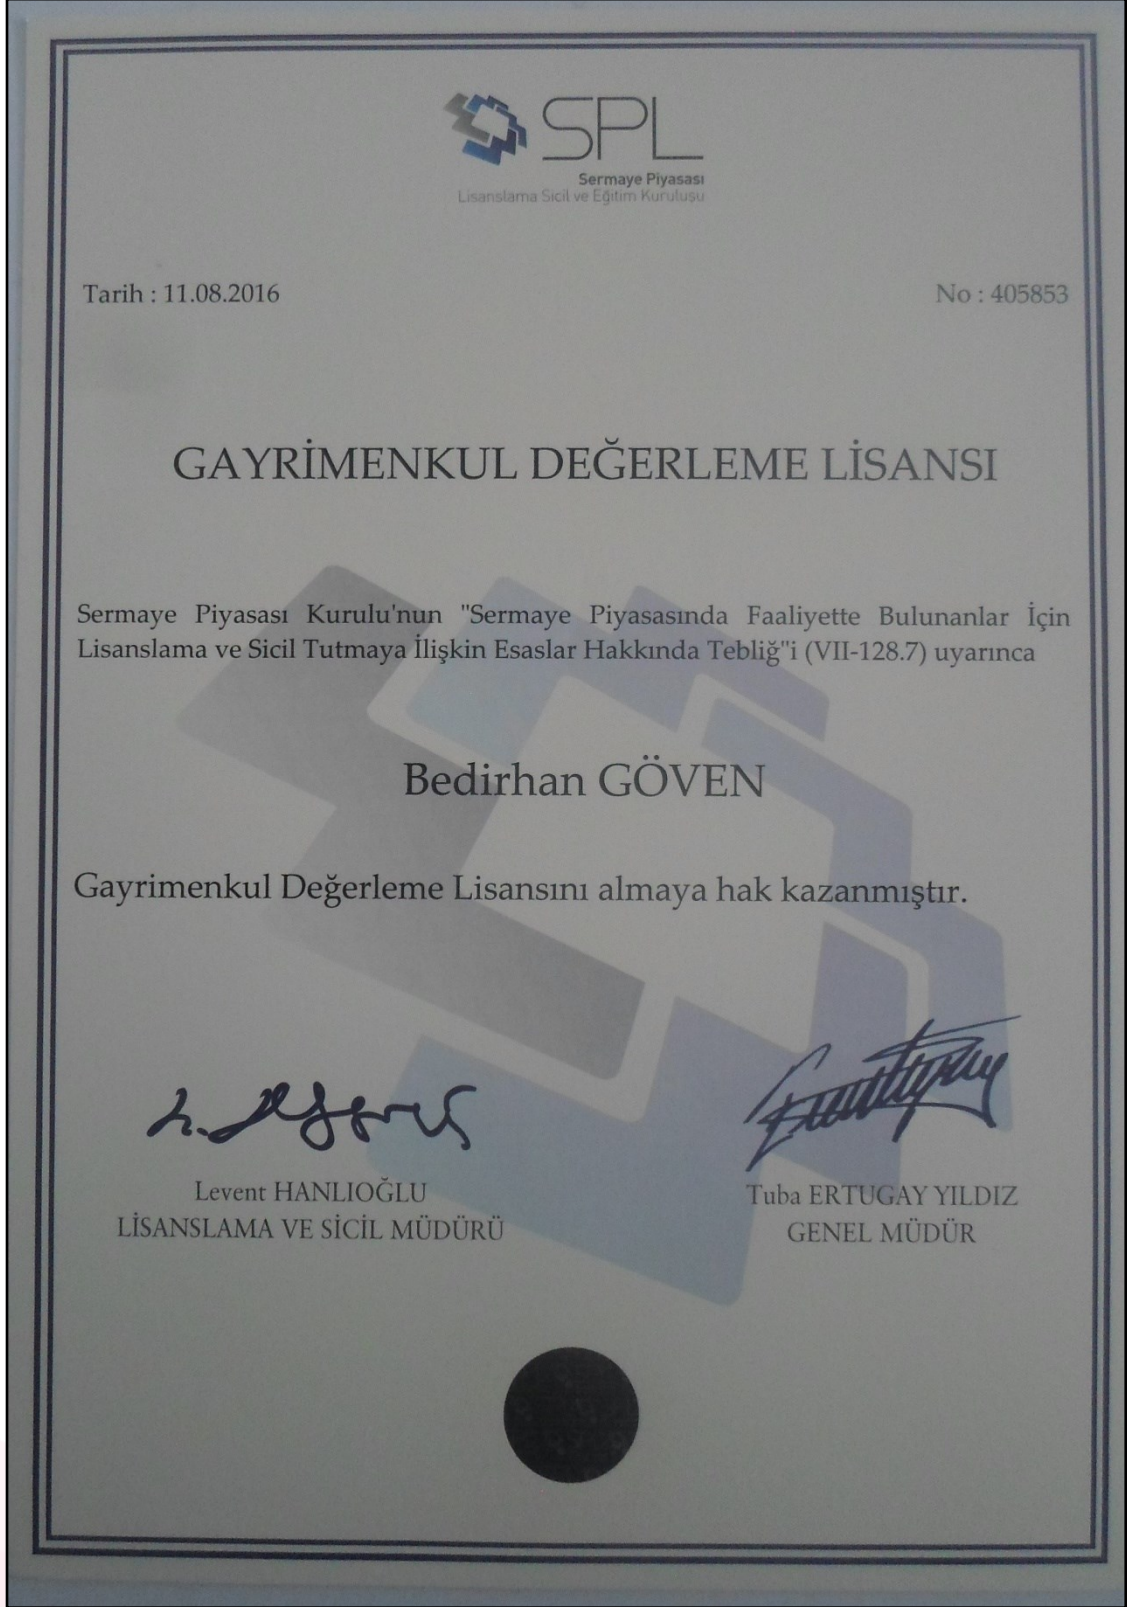 SPL
Sermaye Piyasası
Lisanslama Sicil ve Eğitim Kuruluşu
Tarih : 11.08.2016
No : 405853
GAYRİMENKUL DEĞERLEME LİSANSI
Sermaye Piyasası Kurulu'nun "Sermaye Piyasasında Faaliyette Bulunanlar İçin
Lisanslama ve Sicil Tutmaya İlişkin Esaslar Hakkında Tebliğ"i (VII-128.7) uyarınca
Bedirhan GÖVEN
Gayrimenkul Değerleme Lisansını almaya hak kazanmıştır.
Levent HANLIOĞLU
LİSANSLAMA VE SİCİL MÜDÜRÜ
Tuba ERTUGAY YILDIZ
GENEL MÜDÜR